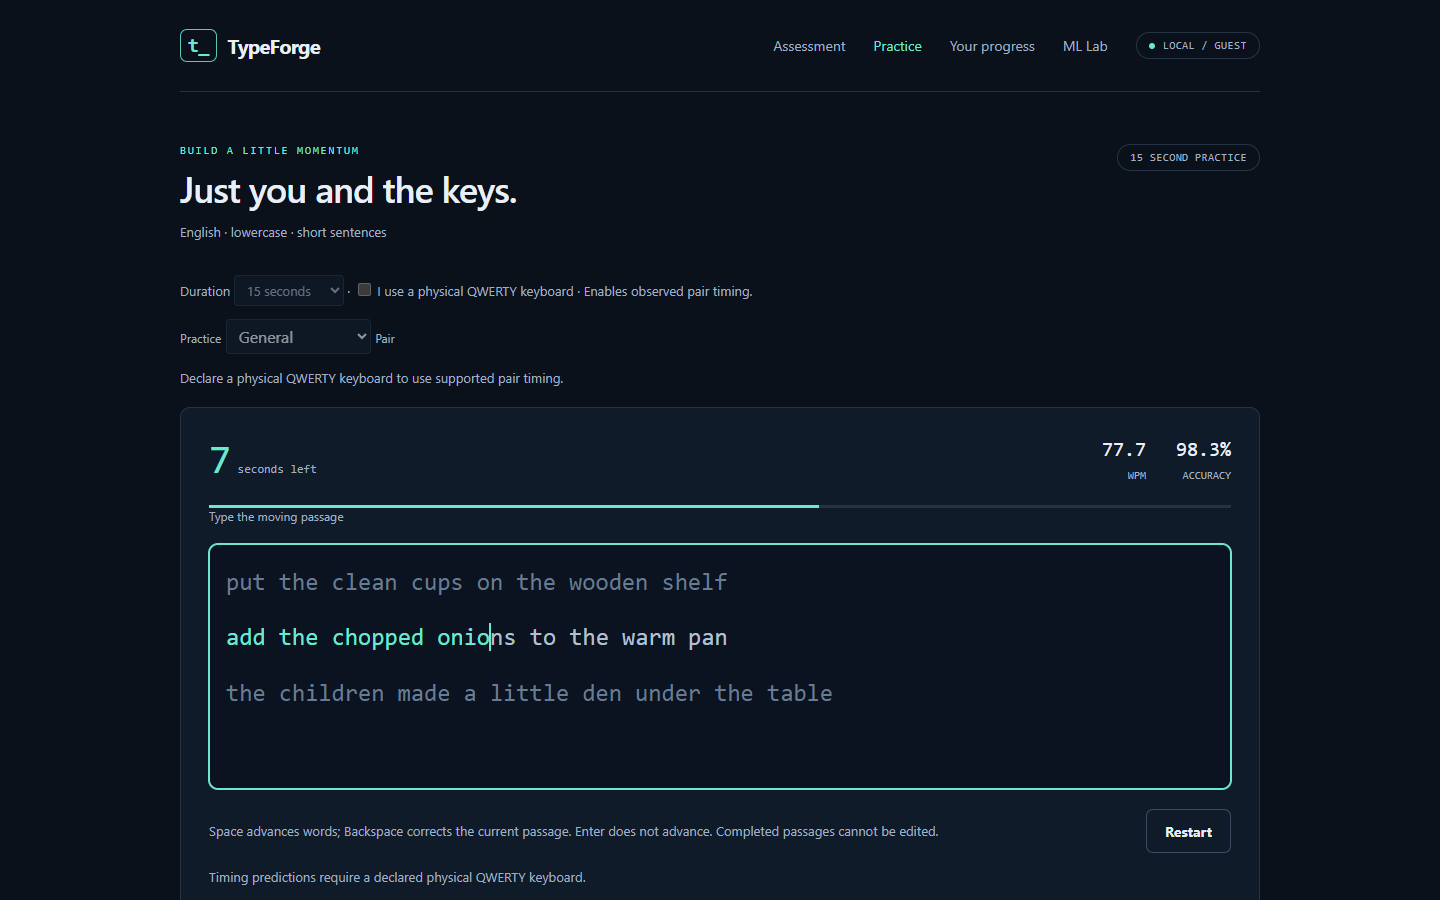 t_ TypeForge
Assessment Practice Your progress ML Lab LOCAL / GUEST
BUILD A LITTLE MOMENTUM
15 SECOND PRACTICE
Just you and the keys.
English · lowercase · short sentences
Duration 15 seconds · I use a physical QWERTY keyboard · Enables observed pair timing.
Practice General Pair
Declare a physical QWERTY keyboard to use supported pair timing.
7 seconds left
77.7 98.3%
WPM ACCURACY
Type the moving passage
put the clean cups on the wooden shelf
add the chopped onions to the warm pan
the children made a little den under the table
Space advances words; Backspace corrects the current passage. Enter does not advance. Completed passages cannot be edited.
Restart
Timing predictions require a declared physical QWERTY keyboard.